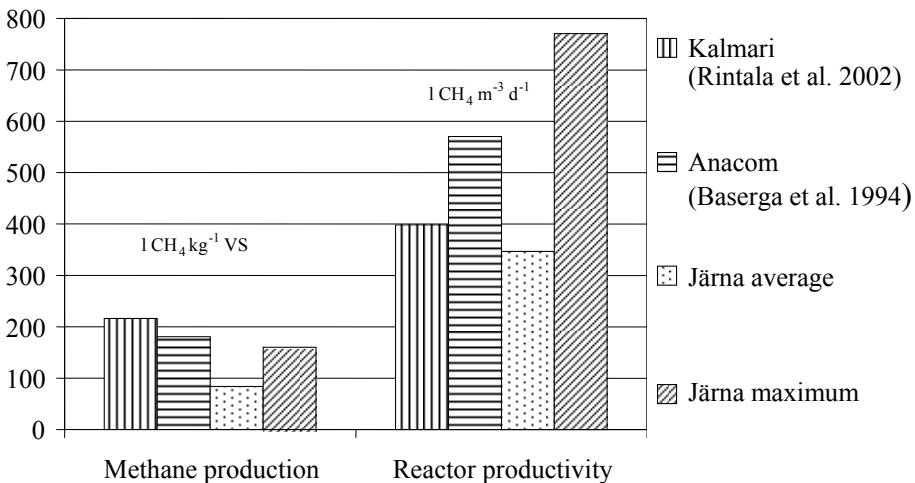 800
700
600
500
400
300
200
100
0
l CH₄ kg⁻¹ VS
l CH₄ m⁻³ d⁻¹
Methane production
Reactor productivity
Kalmari
(Rintala et al. 2002)
Anacom
(Baserga et al. 1994)
Järna average
Järna maximum